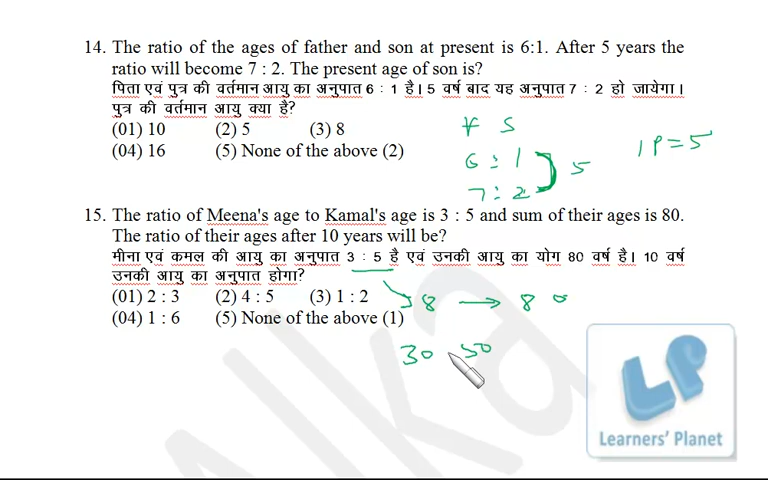 14. The ratio of the ages of father and son at present is 6:1. After 5 years the
ratio will become 7 : 2. The present age of son is?
पिता एवं पुत्र की वर्तमान आयु का अनुपात 6 : 1 है। 5 वर्ष बाद यह अनुपात 7 : 2 हो जायेगा।
पुत्र की वर्तमान आयु क्या है?
(01) 10 (2) 5 (3) 8
(04) 16 (5) None of the above (2)
F S
6 : 1
7 : 2
5
1P = 5
15. The ratio of Meena's age to Kamal's age is 3 : 5 and sum of their ages is 80.
The ratio of their ages after 10 years will be?
मीना एवं कमल की आयु का अनुपात 3 : 5 है एवं उनकी आयु का योग 80 वर्ष है। 10 वर्ष
उनकी आयु का अनुपात होगा?
(01) 2 : 3 (2) 4 : 5 (3) 1 : 2
(04) 1 : 6 (5) None of the above (1)
8 → 80
30 50
Alka
LP
Learners' Planet